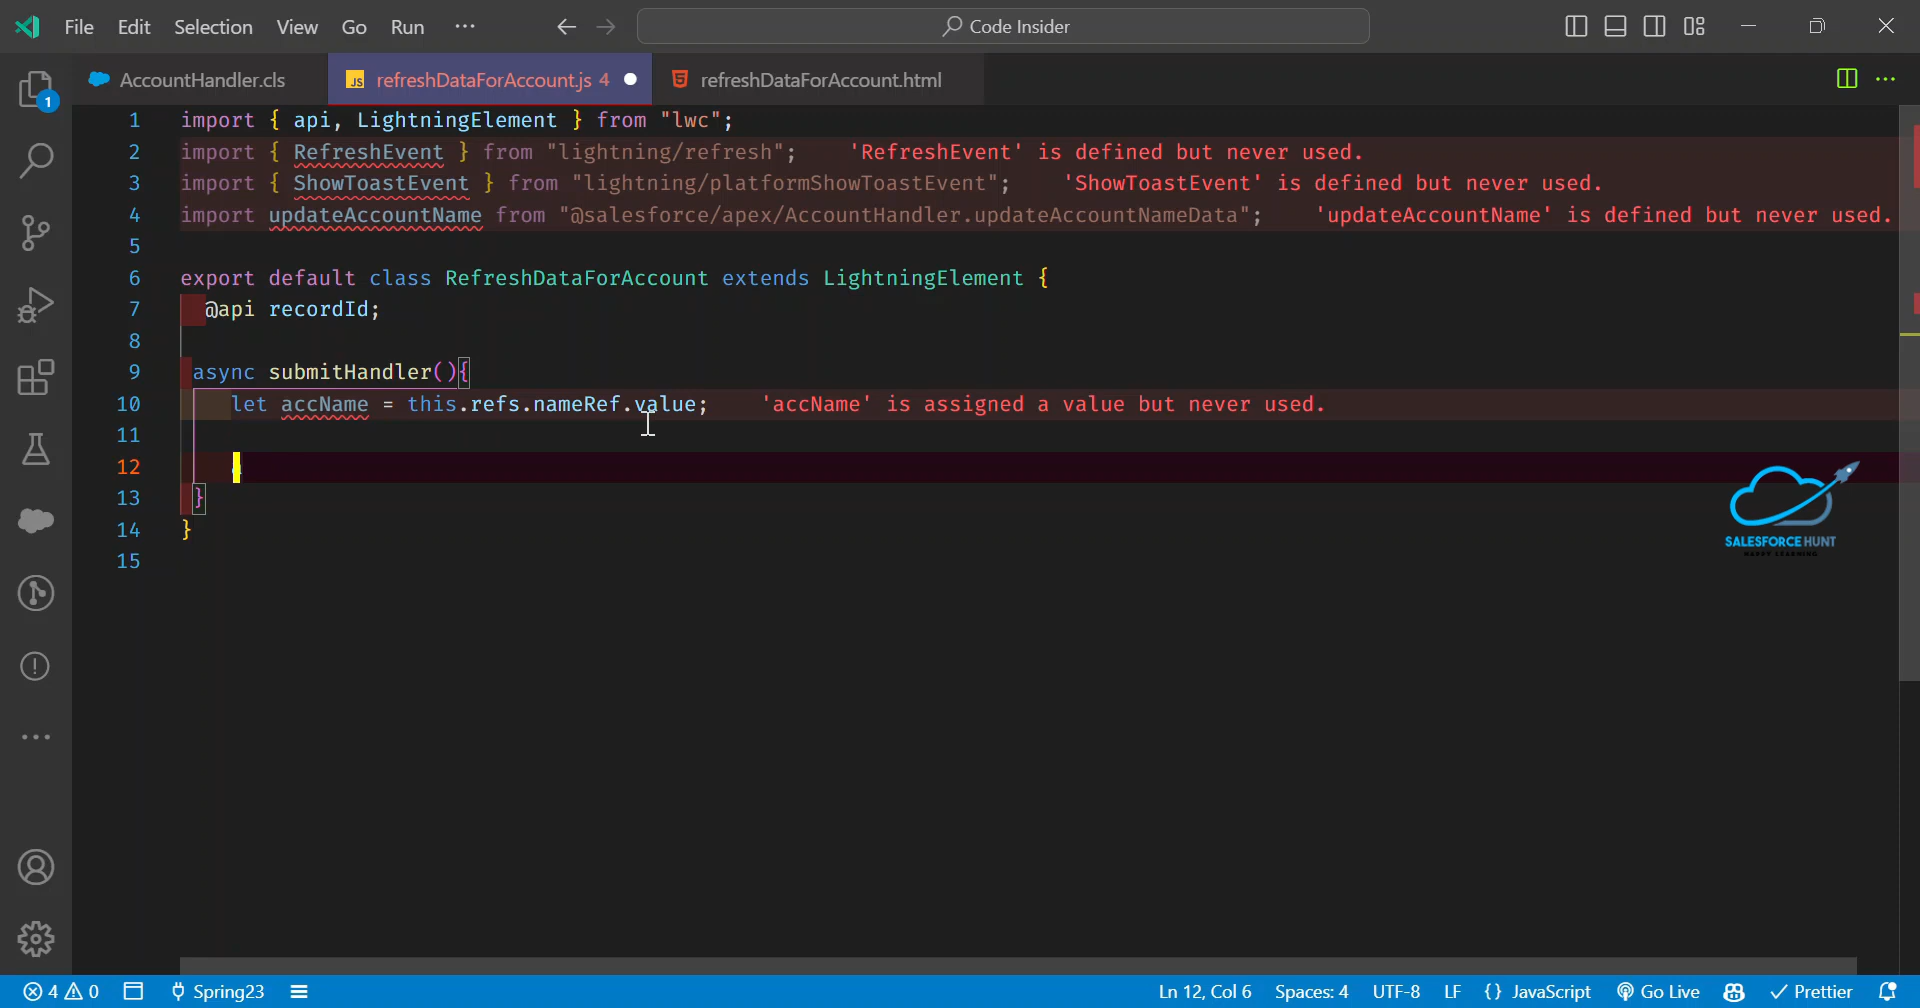 File Edit Selection View Go Run ··· Code Insider
AccountHandler.cls refreshDataForAccount.js 4 refreshDataForAccount.html
1
1 import { api, LightningElement } from "lwc";
2 import { RefreshEvent } from "lightning/refresh"; 'RefreshEvent' is defined but never used.
3 import { ShowToastEvent } from "lightning/platformShowToastEvent"; 'ShowToastEvent' is defined but never used.
4 import updateAccountName from "@salesforce/apex/AccountHandler.updateAccountNameData"; 'updateAccountName' is defined but never used.
5
6 export default class RefreshDataForAccount extends LightningElement {
7 @api recordId;
8
9 async submitHandler(){
10 let accName = this.refs.nameRef.value; 'accName' is assigned a value but never used.
11
12
13 }
14 }
15
SALESFORCE HUNT
HAPPY LEARNING
4 0 Spring23 Ln 12, Col 6 Spaces: 4 UTF-8 LF {} JavaScript Go Live Prettier